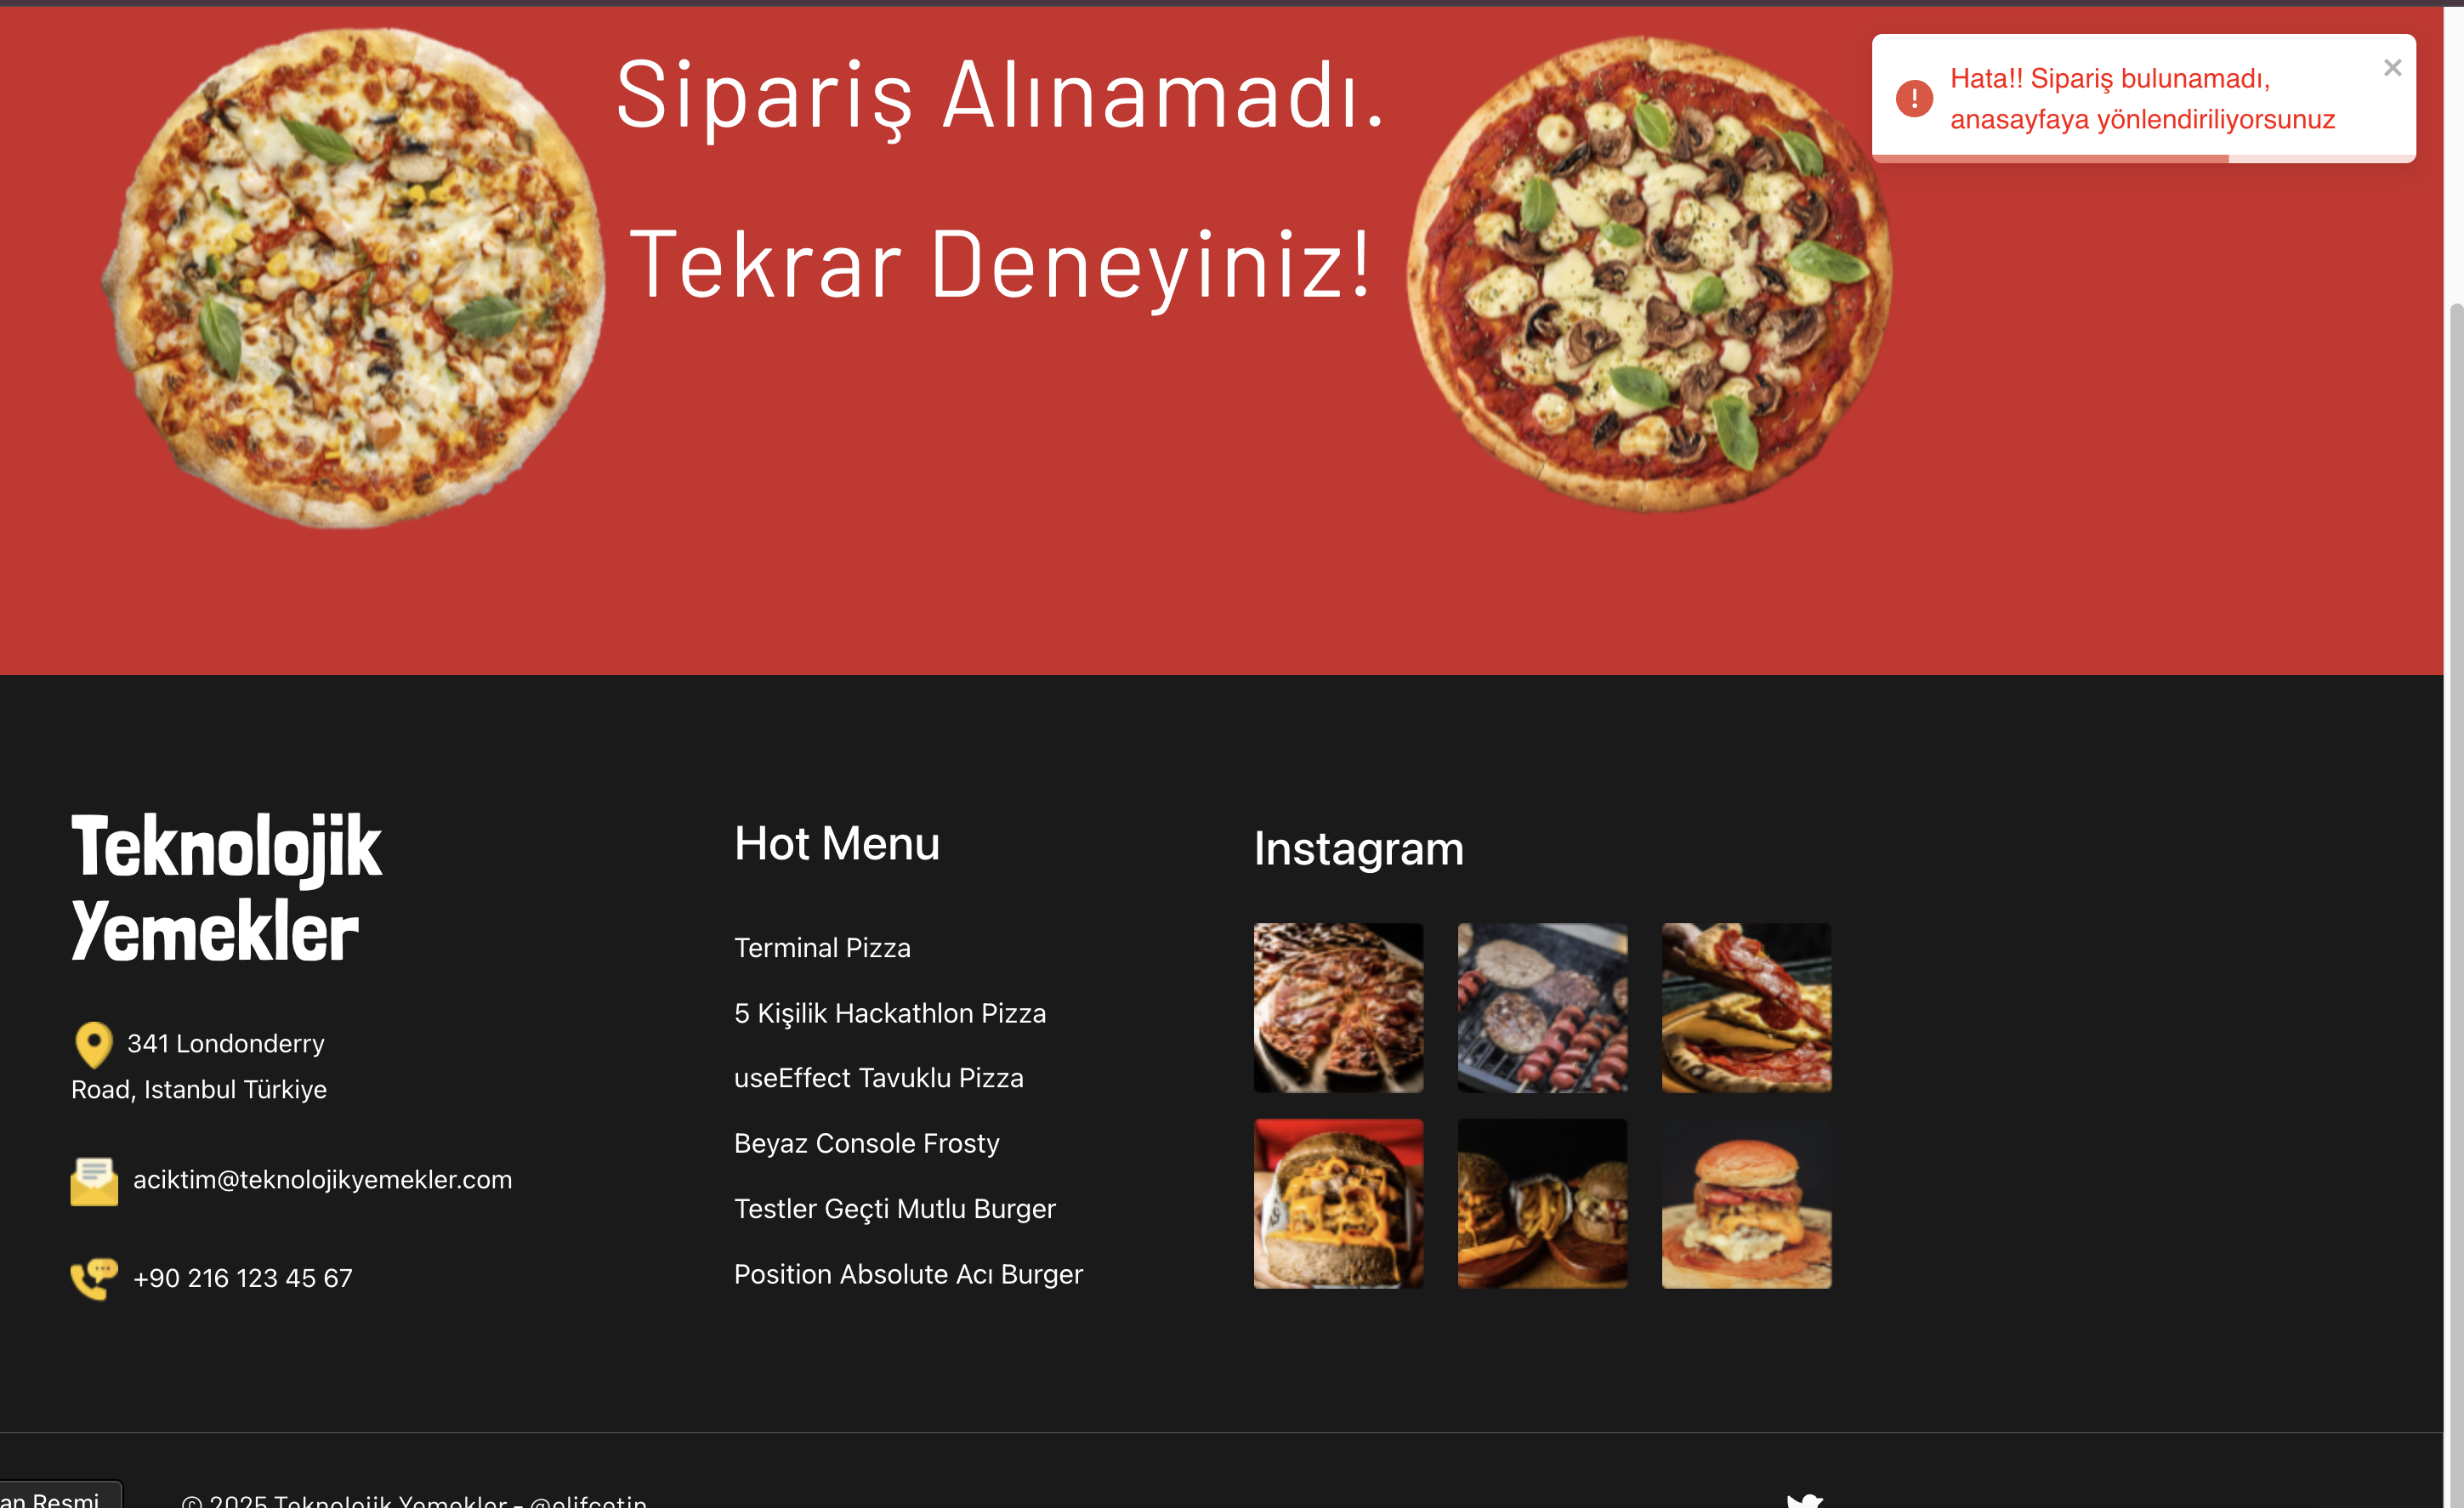 Sipariş Alınamadı.
Tekrar Deneyiniz!
Hata!! Sipariş bulunamadı,
anasayfaya yönlendiriliyorsunuz
Teknolojik
Yemekler
341 Londonderry
Road, Istanbul Türkiye
aciktim@teknolojikyemekler.com
+90 216 123 45 67
Hot Menu
Terminal Pizza
5 Kişilik Hackathlon Pizza
useEffect Tavuklu Pizza
Beyaz Console Frosty
Testler Geçti Mutlu Burger
Position Absolute Acı Burger
Instagram
an Resmi
© 2025 Teknolojik Yemekler - @elifcetin